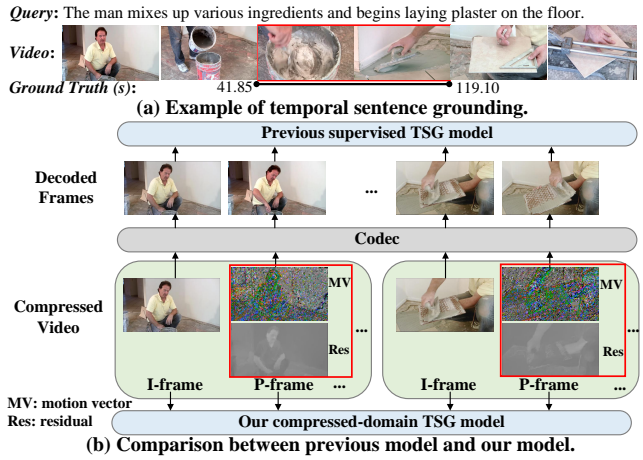 Query: The man mixes up various ingredients and begins laying plaster on the floor.
Video:
Ground Truth (s): 41.85 119.10
(a) Example of temporal sentence grounding.
Previous supervised TSG model
Decoded
Frames
...
Codec
Compressed
Video
MV
Res
...
I-frame P-frame ...
MV
Res
...
I-frame P-frame ...
MV: motion vector
Res: residual
Our compressed-domain TSG model
(b) Comparison between previous model and our model.